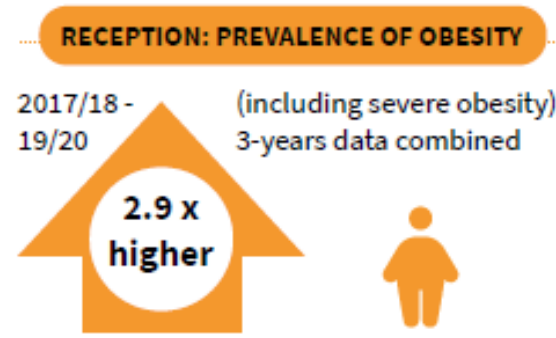 RECEPTION: PREVALENCE OF OBESITY
2017/18 -
19/20
(including severe obesity)
3-years data combined
2.9 x
higher